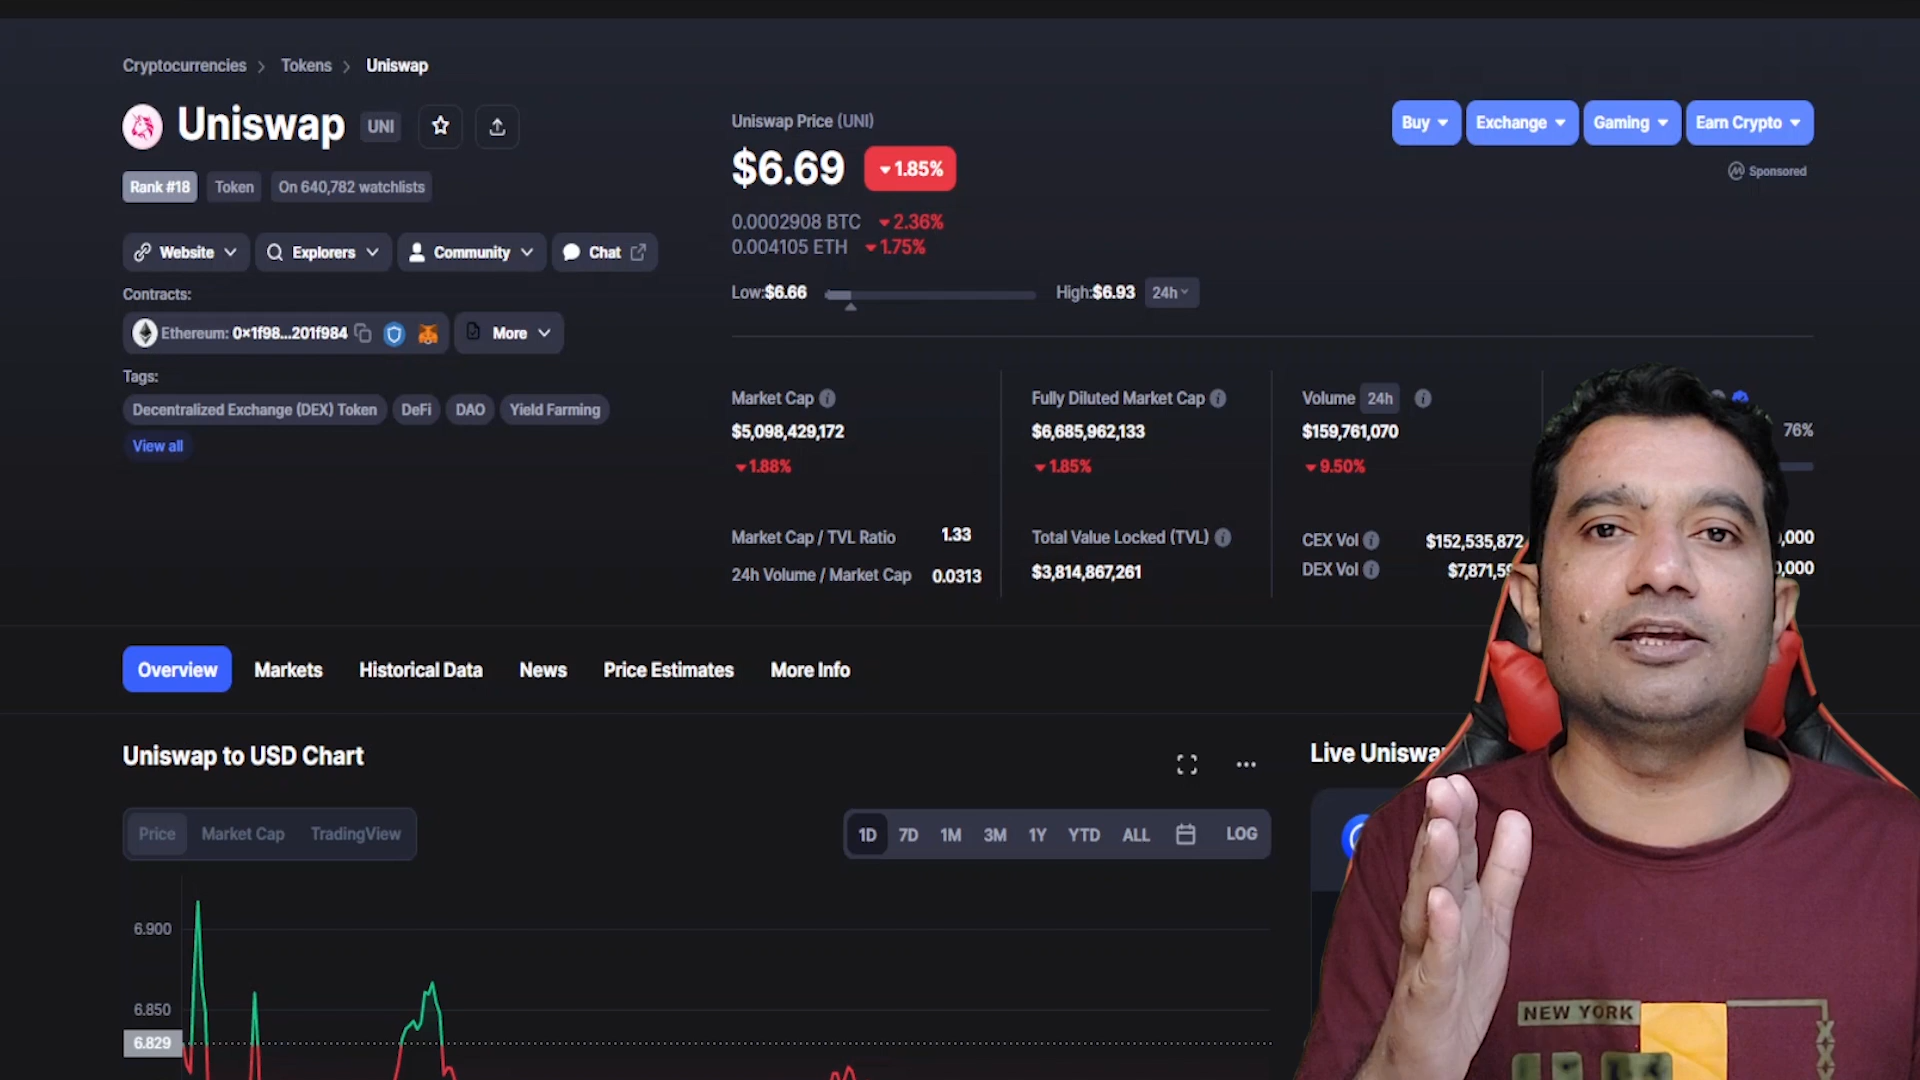 Cryptocurrencies > Tokens > Uniswap
Uniswap UNI
Rank #18 Token On 640,782 watchlists
Website Explorers Community Chat
Contracts:
Ethereum: 0x1f98...201f984 More
Tags:
Decentralized Exchange (DEX) Token DeFi DAO Yield Farming
View all
Uniswap Price (UNI)
$6.69 1.85%
0.0002908 BTC 2.36%
0.004105 ETH 1.75%
Low:$6.66 High:$6.93 24h
Buy Exchange Gaming Earn Crypto
Sponsored
Market Cap
$5,098,429,172
1.88%
Market Cap / TVL Ratio 1.33
24h Volume / Market Cap 0.0313
Fully Diluted Market Cap
$6,685,962,133
1.85%
Total Value Locked (TVL)
$3,814,867,261
Volume 24h
$159,761,070
9.50%
CEX Vol $152,535,872
DEX Vol
76%
Overview Markets Historical Data News Price Estimates More Info
Uniswap to USD Chart
Price Market Cap TradingView
1D 7D 1M 3M 1Y YTD ALL LOG
6.900
6.850
6.829
Live
NEW YORK